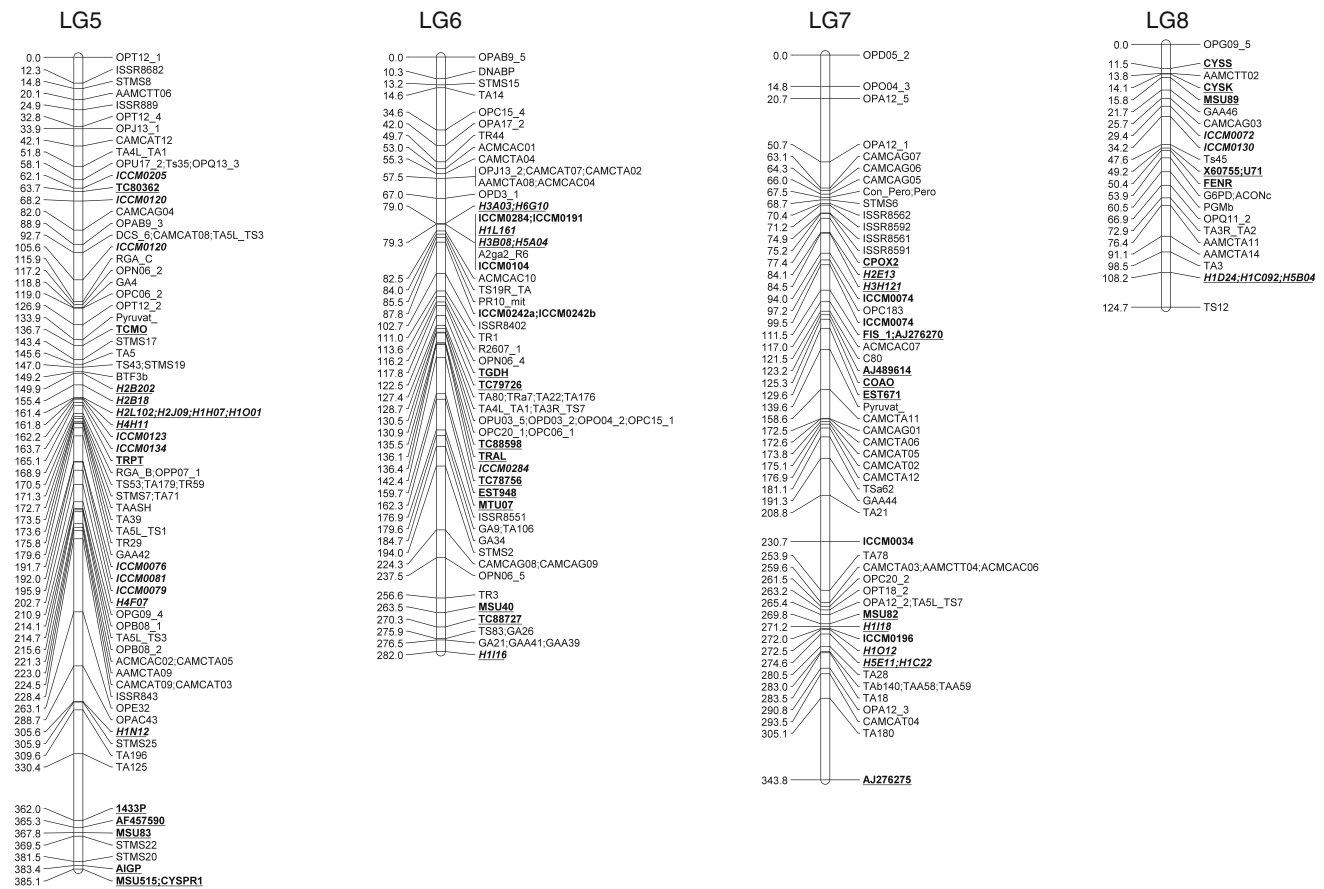 LG5
0.0 OPT12_1
12.3 ISSR8682
14.8 STMS8
20.1 AAMCTT06
24.9 ISSR889
32.8 OPT12_4
33.9 OPJ13_1
42.1 CAMCAT12
51.8 TA4L_TA1
58.1 OPU17_2;Ts35;OPQ13_3
62.1 ICCM0205
63.7 TC80362
68.2 ICCM0120
82.0 CAMCAG04
88.9 OPAB9_3
92.7 DCS_6;CAMCAT08;TA5L_TS3
105.6 ICCM0120
115.9 RGA_C
117.2 OPN06_2
118.8 GA4
119.0 OPC06_2
126.9 OPT12_2
133.9 Pyruvat_
136.7 TCMO
143.4 STMS17
145.6 TA5
147.0 TS43;STMS19
149.2 BTF3b
149.9 H2B202
155.4 H2B18
161.4 H2L102;H2J09;H1H07;H1O01
161.8 H4H11
162.2 ICCM0123
163.7 ICCM0134
165.1 TRPT
168.9 RGA_B;OPP07_1
170.5 TS53;TA179;TR59
171.3 STMS7;TA71
172.7 TAASH
173.5 TA39
173.6 TA5L_TS1
175.8 TR29
179.6 GAA42
191.7 ICCM0076
192.0 ICCM0081
195.9 ICCM0079
202.7 H4F07
210.9 OPG09_4
214.1 OPB08_1
214.7 TA5L_TS3
215.6 OPB08_2
221.3 ACMCAC02;CAMCTA05
223.0 AAMCTA09
224.5 CAMCAT09;CAMCAT03
228.4 ISSR843
263.1 OPE32
288.7 OPAC43
305.6 H1N12
305.9 STMS25
309.6 TA196
330.4 TA125
362.0 1433P
365.3 AF457590
367.8 MSU83
369.5 STMS22
381.5 STMS20
383.4 AIGP
385.1 MSU515;CYSPR1
LG6
0.0 OPAB9_5
10.3 DNABP
13.2 STMS15
14.6 TA14
34.6 OPC15_4
42.0 OPA17_2
49.7 TR44
53.0 ACMCAC01
55.3 CAMCTA04
57.5 OPJ13_2;CAMCAT07;CAMCTA02
AAMCTA08;ACMCAC04
67.0 OPD3_1
79.0 H3A03;H6G10
ICCM0284;ICCM0191
H1L161
79.3 H3B08;H5A04
A2ga2_R6
ICCM0104
82.5 ACMCAC10
84.0 TS19R_TA
85.5 PR10_mit
87.8 ICCM0242a;ICCM0242b
102.7 ISSR8402
111.0 TR1
113.6 R2607_1
116.2 OPN06_4
117.8 TGDH
122.5 TC79726
127.4 TA80;TRa7;TA22;TA176
128.7 TA4L_TA1;TA3R_TS7
130.5 OPU03_5;OPD03_2;OPO04_2;OPC15_1
130.9 OPC20_1;OPC06_1
135.5 TC88598
136.1 TRAL
136.4 ICCM0284
142.4 TC78756
159.7 EST948
162.3 MTU07
176.9 ISSR8551
179.6 GA9;TA106
184.7 GA34
194.0 STMS2
224.3 CAMCAG08;CAMCAG09
237.5 OPN06_5
256.6 TR3
263.5 MSU40
270.3 TC88727
275.9 TS83;GA26
276.5 GA21;GAA41;GAA39
282.0 H1I16
LG7
0.0 OPD05_2
14.8 OPO04_3
20.7 OPA12_5
50.7 OPA12_1
63.1 CAMCAG07
64.3 CAMCAG06
66.0 CAMCAG05
67.5 Con_Pero;Pero
68.7 STMS6
70.4 ISSR8562
71.2 ISSR8592
74.9 ISSR8561
75.2 ISSR8591
77.4 CPOX2
84.1 H2E13
84.5 H3H121
94.0 ICCM0074
97.2 OPC183
99.5 ICCM0074
111.5 FIS_1;AJ276270
117.0 ACMCAC07
121.5 C80
123.2 AJ489614
125.3 COAO
129.6 EST671
139.6 Pyruvat_
158.6 CAMCTA11
172.5 CAMCAG01
172.6 CAMCTA06
173.8 CAMCAT05
175.1 CAMCAT02
176.9 CAMCTA12
181.1 TSa62
191.3 GAA44
208.8 TA21
230.7 ICCM0034
253.9 TA78
259.6 CAMCTA03;AAMCTT04;ACMCAC06
261.5 OPC20_2
263.2 OPT18_2
265.4 OPA12_2;TA5L_TS7
269.8 MSU82
271.2 H1I18
272.0 ICCM0196
272.5 H1O12
274.6 H5E11;H1C22
280.5 TA28
283.0 TAb140;TAA58;TAA59
283.5 TA18
290.8 OPA12_3
293.5 CAMCAT04
305.1 TA180
343.8 AJ276275
LG8
0.0 OPG09_5
11.5 CYSS
13.8 AAMCTT02
14.1 CYSK
15.8 MSU89
21.7 GAA46
25.7 CAMCAG03
29.4 ICCM0072
34.2 ICCM0130
47.6 Ts45
49.2 X60755;U71
50.4 FENR
53.9 G6PD;ACONc
60.5 PGMb
66.9 OPQ11_2
72.9 TA3R_TA2
76.4 AAMCTA11
91.1 AAMCTA14
98.5 TA3
108.2 H1D24;H1C092;H5B04
124.7 TS12